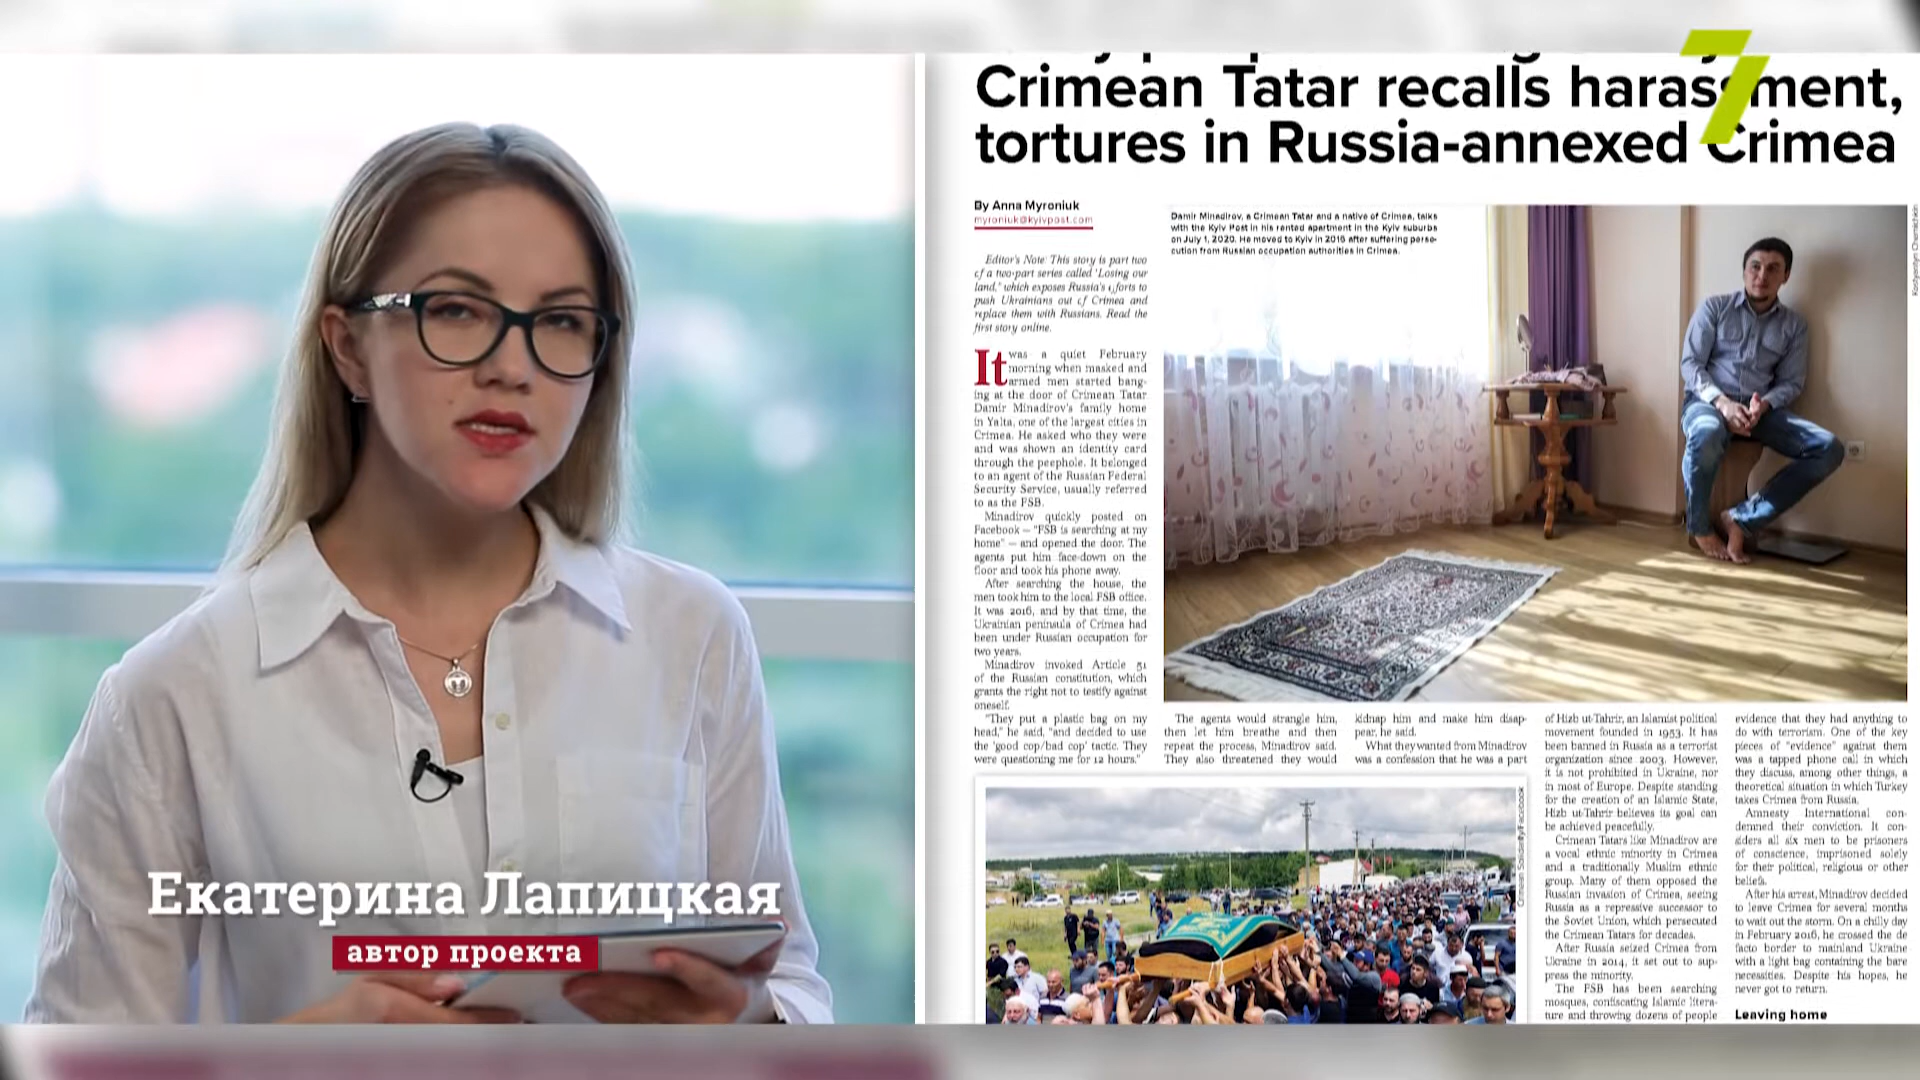 Crimean Tatar recalls harassment,
tortures in Russia-annexed Crimea
7
By Anna Myroniuk
myroniuk@kyivpost.com
Editor's Note: This story is part two
of a two-part series called "Losing our
land," which exposes Russia's efforts to
push Ukrainians out of Crimea and
replace them with Russians. Read the
first story online.
It was a quiet February
morning when masked and
armed men started bang-
ing at the door of Crimean Tatar
Damir Minadirov's family home
in Yalta, one of the largest cities in
Crimea. He asked who they were
and was shown an identity card
through the peephole. It belonged
to an agent of the Russian Federal
Security Service, usually referred
to as the FSB.
Minadirov quickly posted on
Facebook — "FSB is searching at my
home" — and opened the door. The
agents put him face-down on the
floor and took his phone away.
After searching the house, the
men took him to the local FSB office.
It was 2016, and by that time, the
Ukrainian peninsula of Crimea had
been under Russian occupation for
two years.
Minadirov invoked Article 51
of the Russian constitution, which
grants the right not to testify against
oneself.
"They put a plastic bag on my
head," he said, "and decided to use
the 'good cop/bad cop' tactic. They
were questioning me for 12 hours."
Damir Minadirov, a Crimean Tatar and a native of Crimea, talks
with the Kyiv Post in his rented apartment in the Kyiv suburbs
on July 1, 2020. He moved to Kyiv in 2016 after suffering perse-
cution from Russian occupation authorities in Crimea.
Kostyantyn Chernichkin
The agents would strangle him,
then let him breathe and then
repeat the process, Minadirov said.
They also threatened they would
kidnap him and make him disap-
pear, he said.
What they wanted from Minadirov
was a confession that he was a part
of Hizb ut-Tahrir, an Islamist political
movement founded in 1953. It has
been banned in Russia as a terrorist
organization since 2003. However,
it is not prohibited in Ukraine, nor
in most of Europe. Despite standing
for the creation of an Islamic State,
Hizb ut-Tahrir believes its goal can
be achieved peacefully.
Crimean Tatars like Minadirov are
a vocal ethnic minority in Crimea
and a traditionally Muslim ethnic
group. Many of them opposed the
Russian invasion of Crimea, seeing
Russia as a repressive successor to
the Soviet Union, which persecuted
the Crimean Tatars for decades.
After Russia seized Crimea from
Ukraine in 2014, it set out to sup-
press the minority.
The FSB has been searching
mosques, confiscating Islamic litera-
ture and throwing dozens of people
evidence that they had anything to
do with terrorism. One of the key
pieces of "evidence" against them
was a tapped phone call in which
they discuss, among other things, a
theoretical situation in which Turkey
takes Crimea from Russia.
Amnesty International con-
demned their conviction. It con-
siders all six men to be prisoners
of conscience, imprisoned solely
for their political, religious or other
beliefs.
After his arrest, Minadirov decided
to leave Crimea for several months
to wait out the storm. On a chilly day
in February 2016, he crossed the de
facto border to mainland Ukraine
with a light bag containing the bare
necessities. Despite his hopes, he
never got to return.
Leaving home
Crimean Solidarity/Facebook
Екатерина Лапицкая
автор проекта